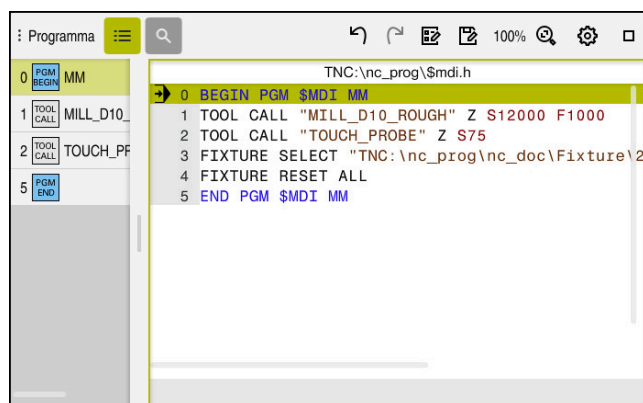 Programma 100%
TNC:\nc_prog\$mdi.h
0 PGM BEGIN MM
1 TOOL CALL MILL_D10_
2 TOOL CALL TOUCH_PR
5 PGM END
0 BEGIN PGM $MDI MM
1 TOOL CALL "MILL_D10_ROUGH" Z S12000 F1000
2 TOOL CALL "TOUCH_PROBE" Z S75
3 FIXTURE SELECT "TNC:\nc_prog\nc_doc\Fixture\2
4 FIXTURE RESET ALL
5 END PGM $MDI MM